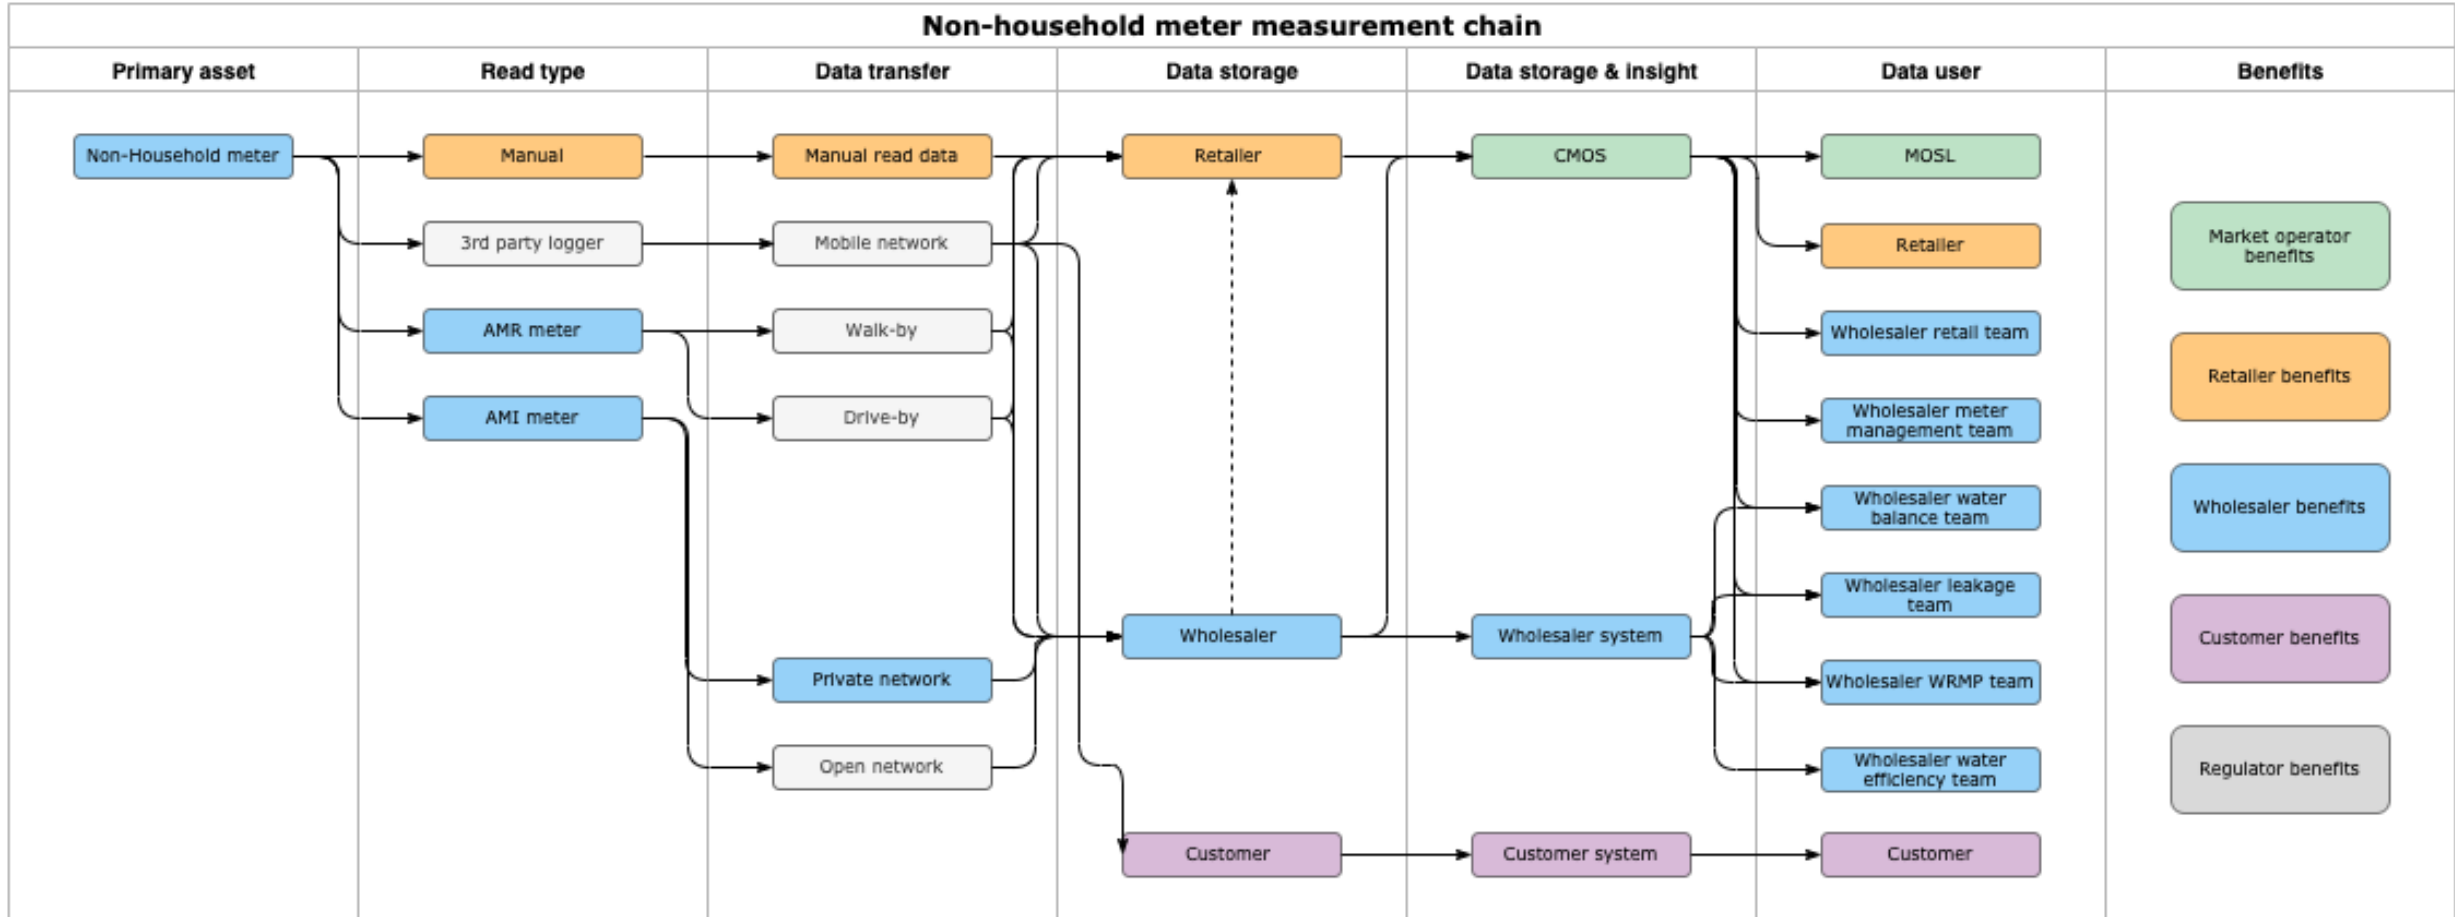 Non-household meter measurement chain
Primary asset
Read type
Data transfer
Data storage
Data storage & insight
Data user
Benefits
Non-Household meter
Manual
Manual read data
Retailer
CMOS
MOSL
3rd party logger
Mobile network
Retailer
Market operator
benefits
AMR meter
Walk-by
Wholesaler retail team
Retailer benefits
AMI meter
Drive-by
Wholesaler meter
management team
Wholesaler water
balance team
Wholesaler benefits
Wholesaler leakage
team
Wholesaler
Wholesaler system
Customer benefits
Private network
Wholesaler WRMP team
Open network
Wholesaler water
efficiency team
Regulator benefits
Customer
Customer system
Customer